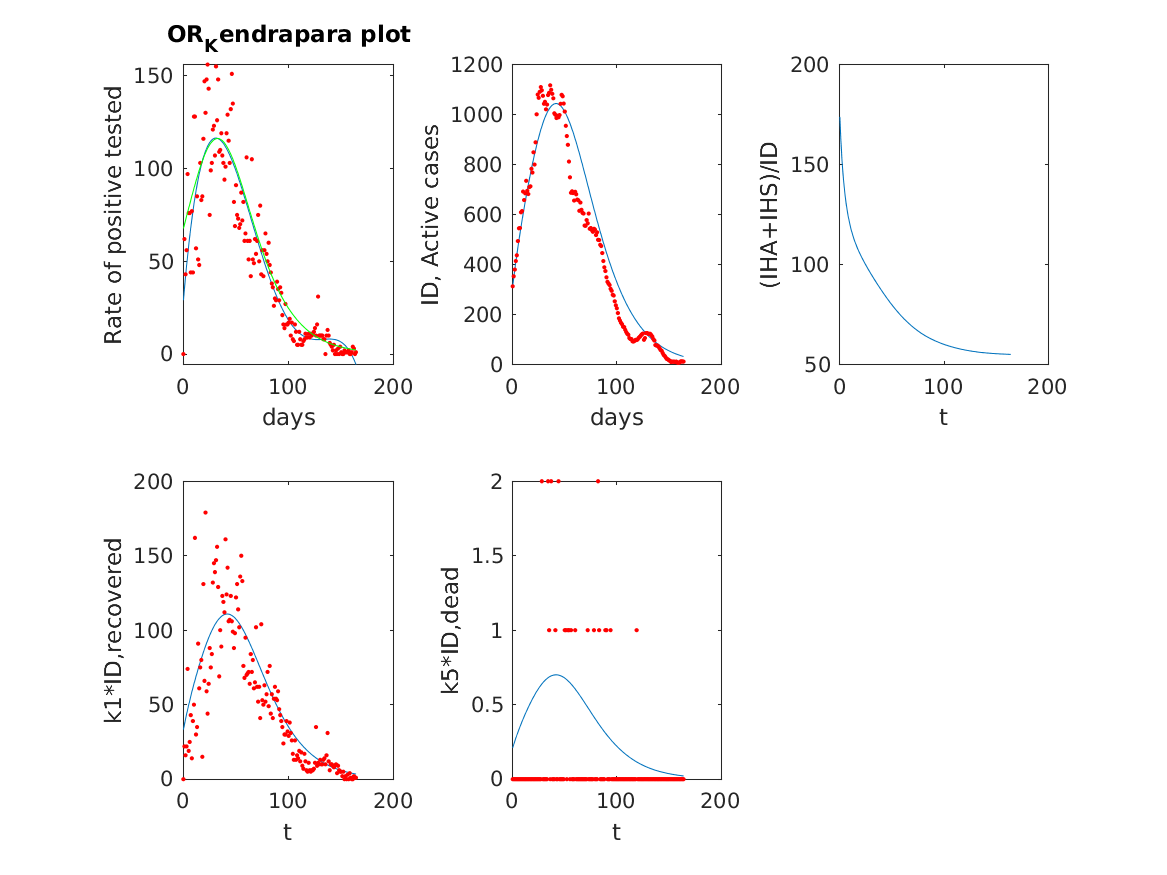 OR_Kendrapara plot
Rate of positive tested
150
100
50
0
0 100 200
days
ID, Active cases
1200
1000
800
600
400
200
0
0 100 200
days
(IHA+IHS)/ID
200
150
100
50
0 100 200
t
k1*ID,recovered
200
150
100
50
0
0 100 200
t
k5*ID,dead
2
1.5
1
0.5
0
0 100 200
t